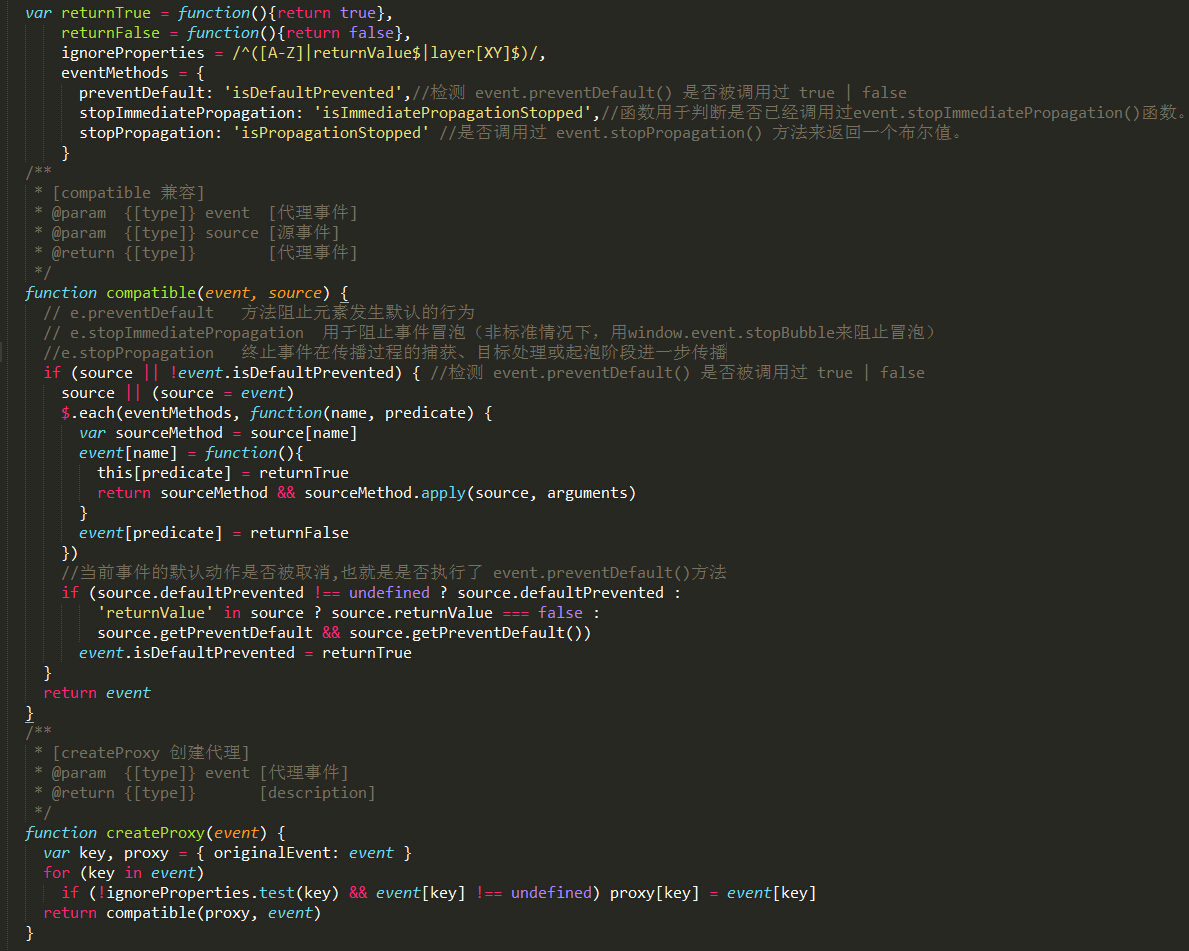 var returnTrue = function(){return true},
returnFalse = function(){return false},
ignoreProperties = /^([A-Z]|returnValue$|layer[XY]$)/,
eventMethods = {
preventDefault: 'isDefaultPrevented',//检测 event.preventDefault() 是否被调用过 true | false
stopImmediatePropagation: 'isImmediatePropagationStopped',//函数用于判断是否已经调用过event.stopImmediatePropagation()函数。
stopPropagation: 'isPropagationStopped' //是否调用过 event.stopPropagation() 方法来返回一个布尔值。
}
/**
* [compatible 兼容]
* @param {[type]} event [代理事件]
* @param {[type]} source [源事件]
* @return {[type]} [代理事件]
*/
function compatible(event, source) {
// e.preventDefault 方法阻止元素发生默认的行为
// e.stopImmediatePropagation 用于阻止事件冒泡（非标准情况下，用window.event.stopBubble来阻止冒泡）
//e.stopPropagation 终止事件在传播过程的捕获、目标处理或起泡阶段进一步传播
if (source || !event.isDefaultPrevented) { //检测 event.preventDefault() 是否被调用过 true | false
source || (source = event)
$.each(eventMethods, function(name, predicate) {
var sourceMethod = source[name]
event[name] = function(){
this[predicate] = returnTrue
return sourceMethod && sourceMethod.apply(source, arguments)
}
event[predicate] = returnFalse
})
//当前事件的默认动作是否被取消,也就是是否执行了 event.preventDefault()方法
if (source.defaultPrevented !== undefined ? source.defaultPrevented :
'returnValue' in source ? source.returnValue === false :
source.getPreventDefault && source.getPreventDefault())
event.isDefaultPrevented = returnTrue
}
return event
}
/**
* [createProxy 创建代理]
* @param {[type]} event [代理事件]
* @return {[type]} [description]
*/
function createProxy(event) {
var key, proxy = { originalEvent: event }
for (key in event)
if (!ignoreProperties.test(key) && event[key] !== undefined) proxy[key] = event[key]
return compatible(proxy, event)
}